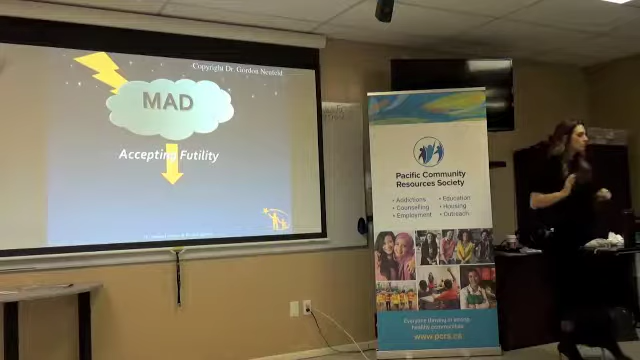 Copyright Dr. Gordon Neufeld
MAD
Accepting Futility
Pacific Community
Resources Society
• Addictions
• Counselling
• Employment
• Education
• Housing
• Outreach
Everyone thriving in strong,
healthy communities
www.pcrs.ca